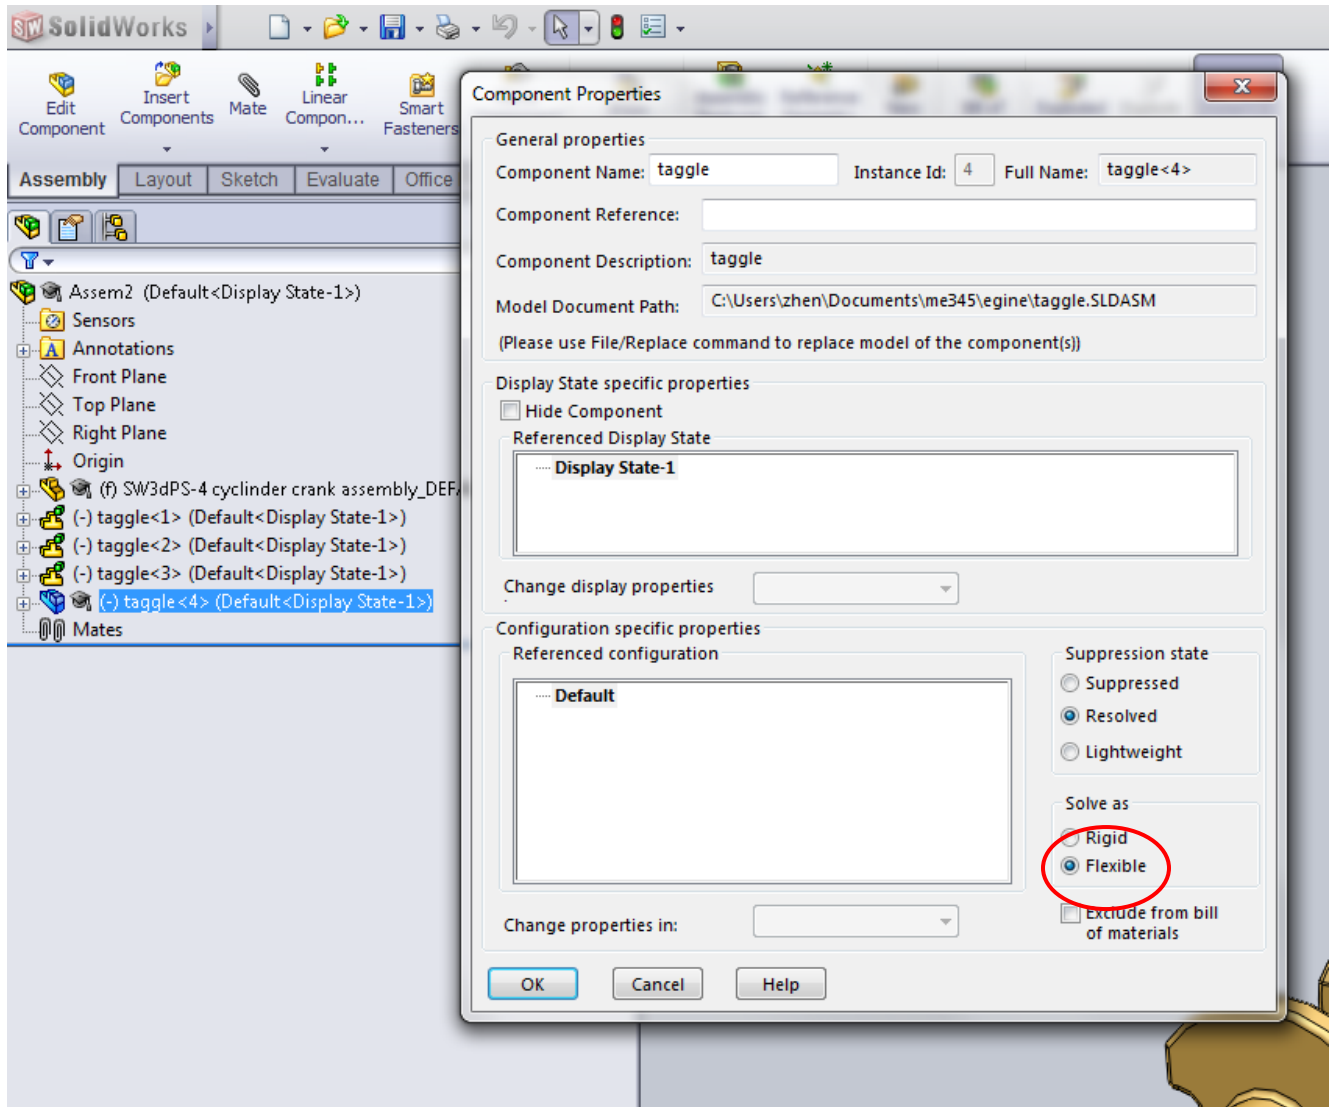 SolidWorks
Edit Component
Insert Components
Mate
Linear Compon...
Smart Fasteners
Assembly Layout Sketch Evaluate Office
Assem2 (Default<Display State-1>)
Sensors
Annotations
Front Plane
Top Plane
Right Plane
Origin
(f) SW3dPS-4 cyclinder crank assembly_DEF
(-) taggle<1> (Default<Display State-1>)
(-) taggle<2> (Default<Display State-1>)
(-) taggle<3> (Default<Display State-1>)
(-) taggle<4> (Default<Display State-1>)
Mates
Component Properties
General properties
Component Name: taggle Instance Id: 4 Full Name: taggle<4>
Component Reference:
Component Description: taggle
Model Document Path: C:\Users\zhen\Documents\me345\egine\taggle.SLDASM
(Please use File/Replace command to replace model of the component(s))
Display State specific properties
Hide Component
Referenced Display State
Display State-1
Change display properties
Configuration specific properties
Referenced configuration
Default
Change properties in:
Suppression state
Suppressed
Resolved
Lightweight
Solve as
Rigid
Flexible
Exclude from bill
of materials
OK Cancel Help